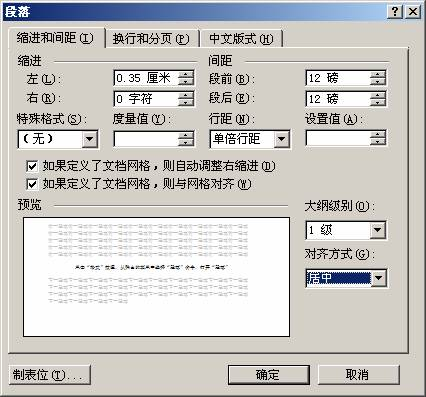 段落
缩进和间距(I) 换行和分页(P) 中文版式(H)
缩进 间距
左(L): 0.35 厘米 段前(B): 12 磅
右(R): 0 字符 段后(E): 12 磅
特殊格式(S): 度量值(Y): 行距(N): 设置值(A):
(无) 单倍行距
如果定义了文档网格，则自动调整右缩进(D)
如果定义了文档网格，则与网格对齐(W)
预览 大纲级别(O):
1 级
对齐方式(G):
居中
制表位(T)... 确定 取消